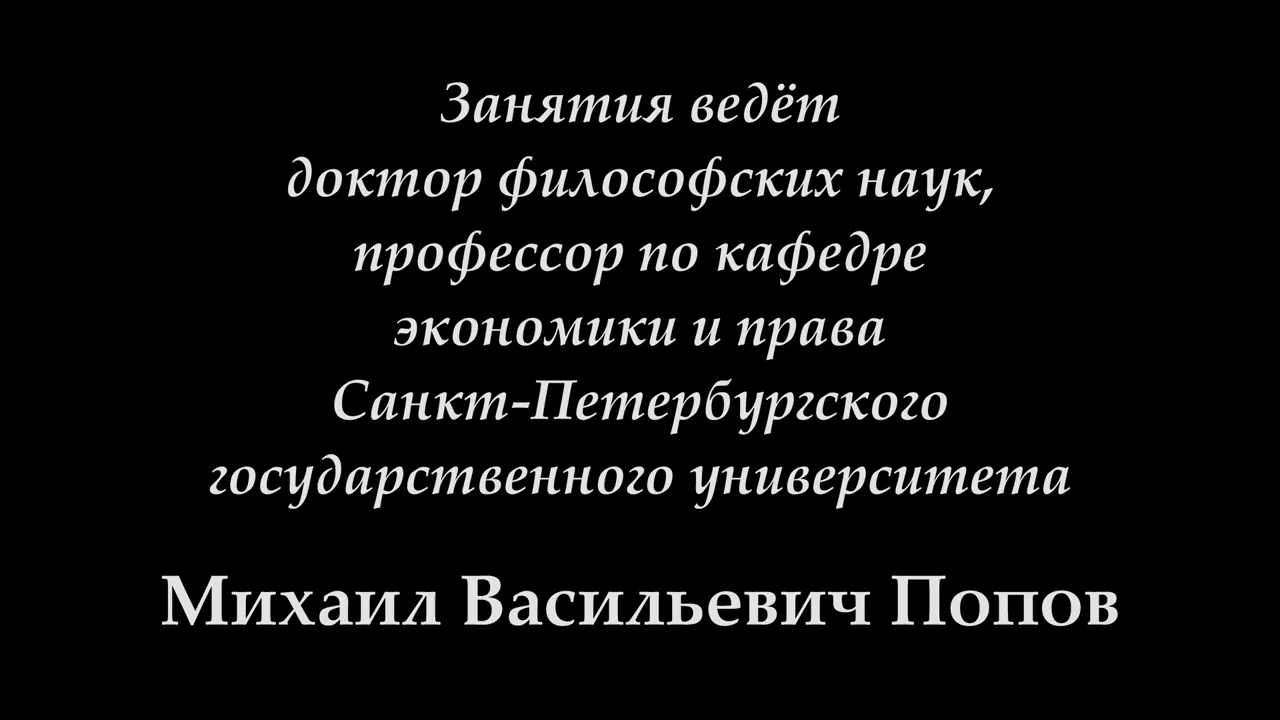 Занятия ведёт
доктор философских наук,
профессор по кафедре
экономики и права
Санкт-Петербургского
государственного университета
Михаил Васильевич Попов